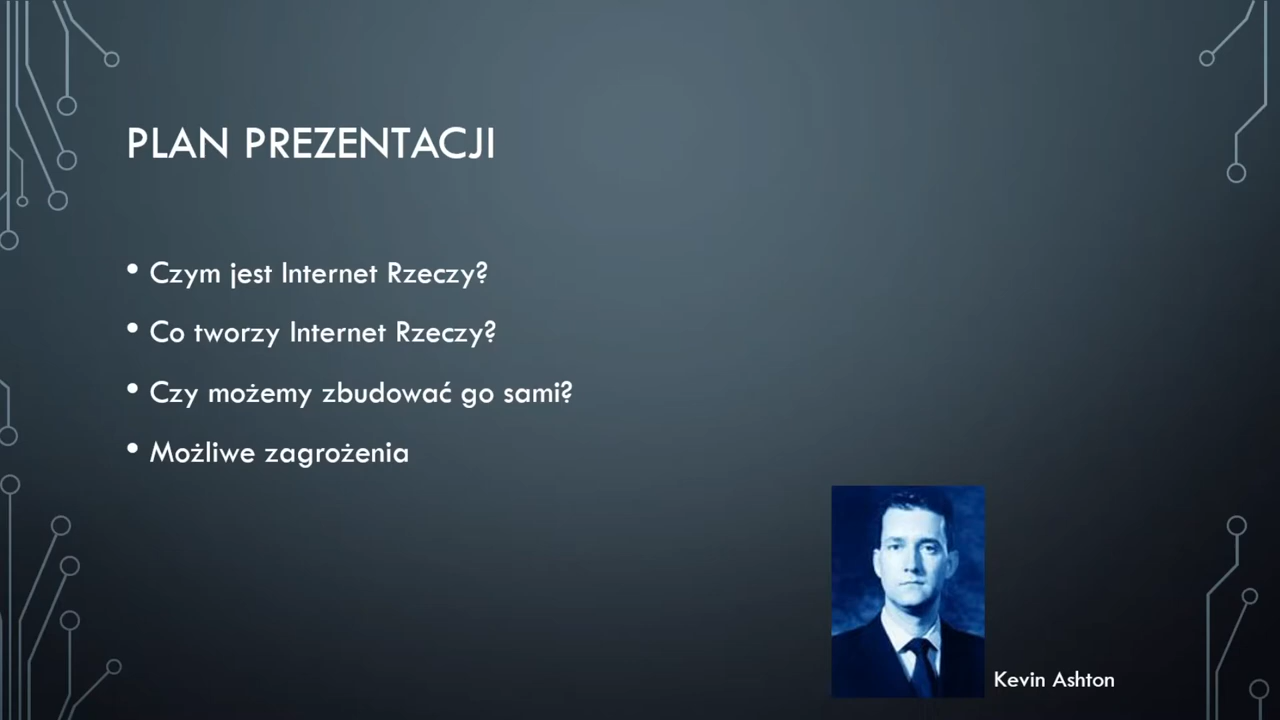 PLAN PREZENTACJI
• Czym jest Internet Rzeczy?
• Co tworzy Internet Rzeczy?
• Czy możemy zbudować go sami?
• Możliwe zagrożenia
Kevin Ashton